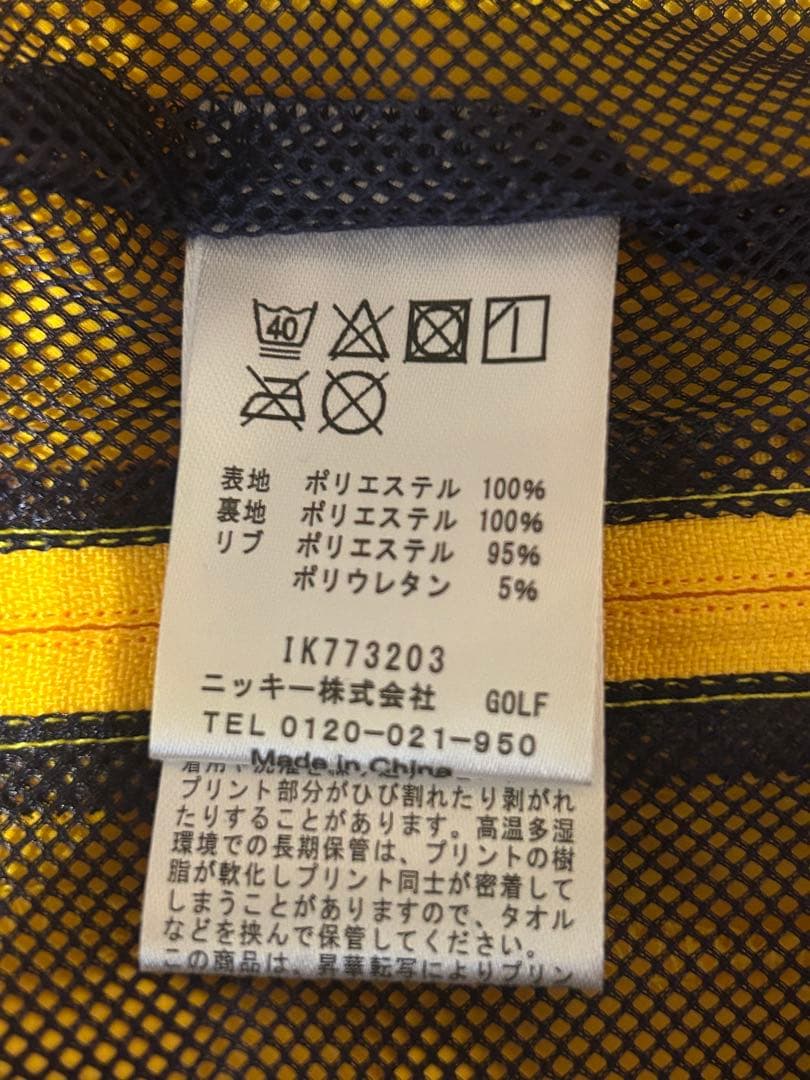 40
表地 ポリエステル 100%
裏地 ポリエステル 100%
リブ ポリエステル 95%
ポリウレタン 5%
IK773203
ニッキー株式会社 GOLF
TEL 0120-021-950
Made in China
プリント部分がひび割れたり剥がれ
たりすることがあります。高温多湿
環境での長期保管は、プリントの樹
脂が軟化しプリント同士が密着して
しまうことがありますので、タオル
などを挟んで保管してください。
この商品は、昇華転写によりプリン